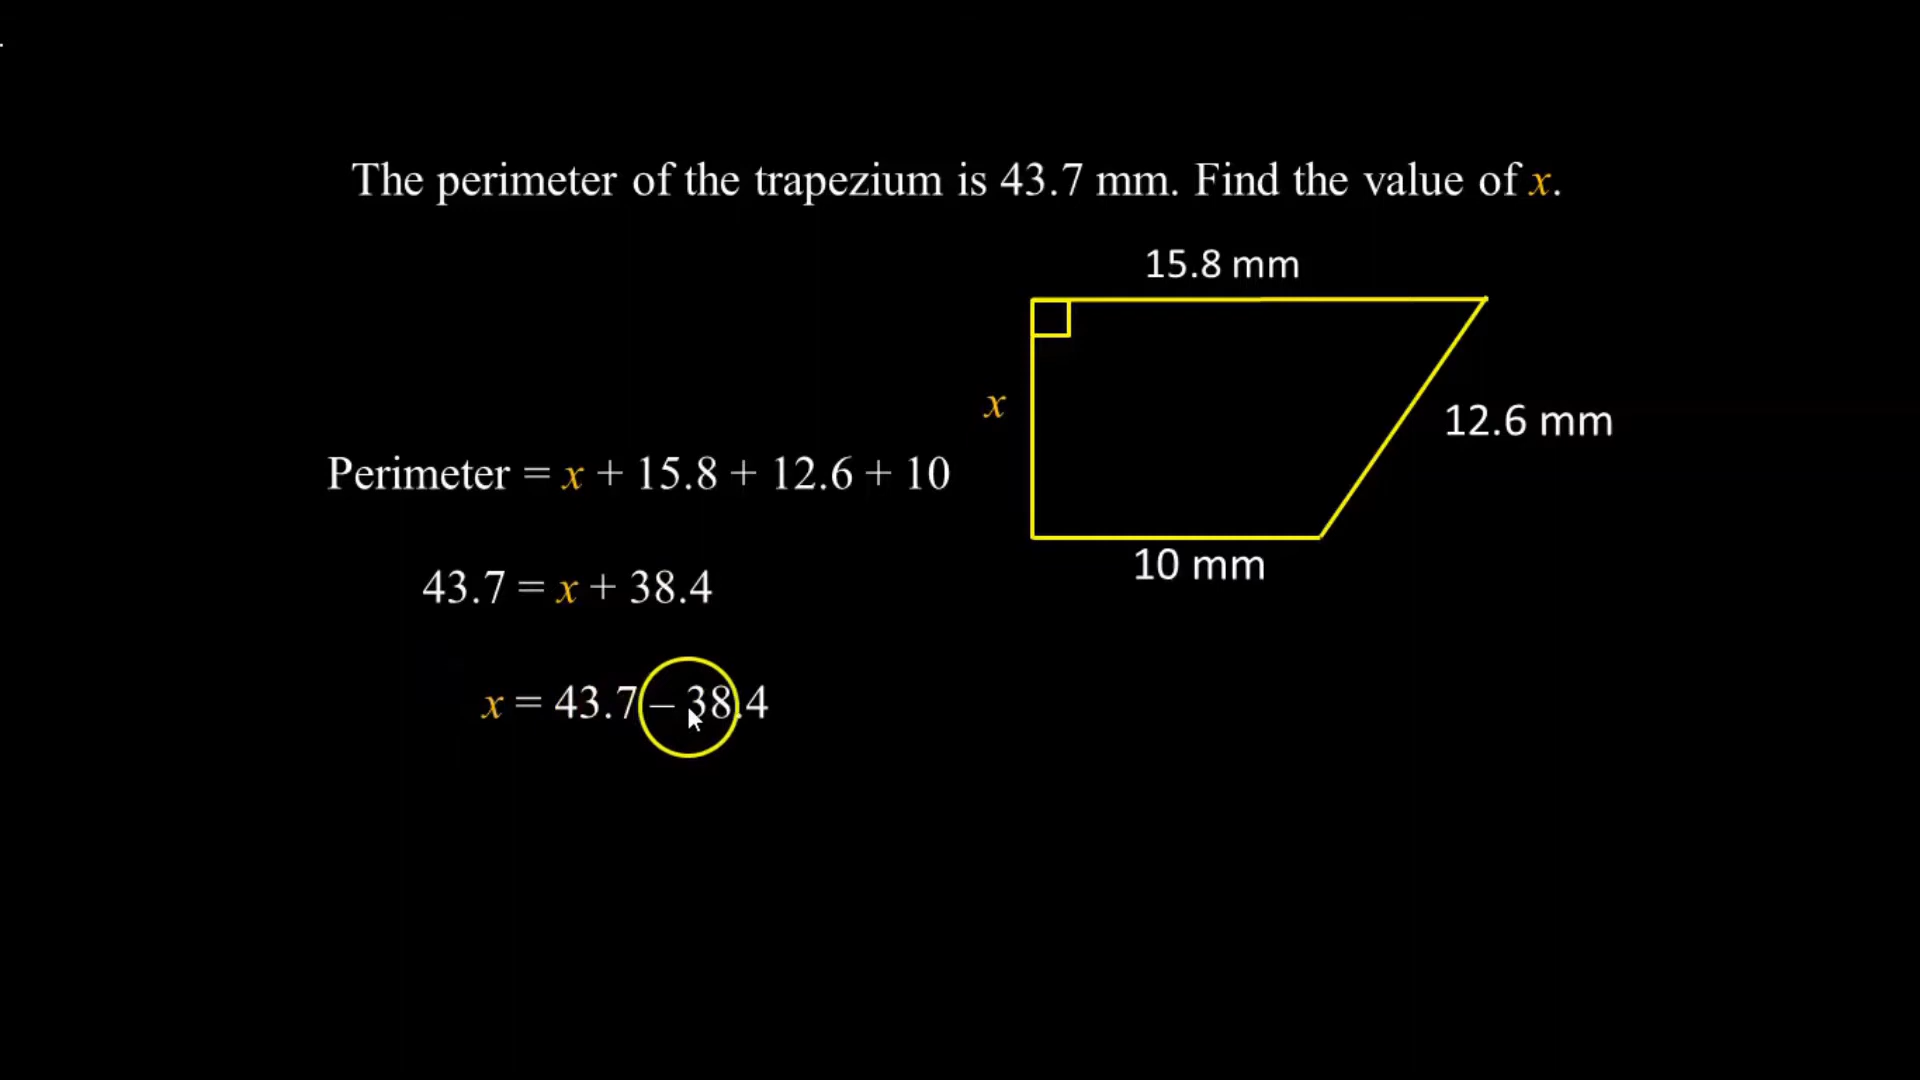 The perimeter of the trapezium is 43.7 mm. Find the value of x.
15.8 mm
x
12.6 mm
Perimeter = x + 15.8 + 12.6 + 10
10 mm
43.7 = x + 38.4
x = 43.7 – 38.4